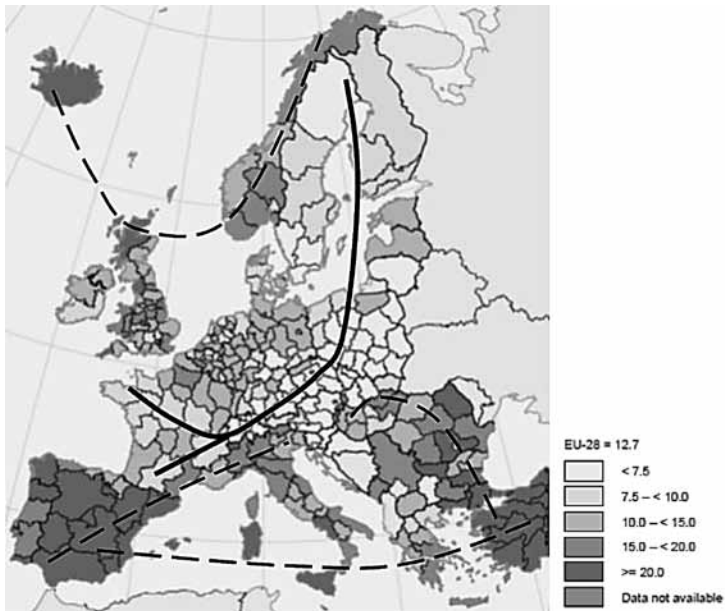 EU-28 = 12.7
< 7.5
7.5 – < 10.0
10.0 – < 15.0
15.0 – < 20.0
>= 20.0
Data not available